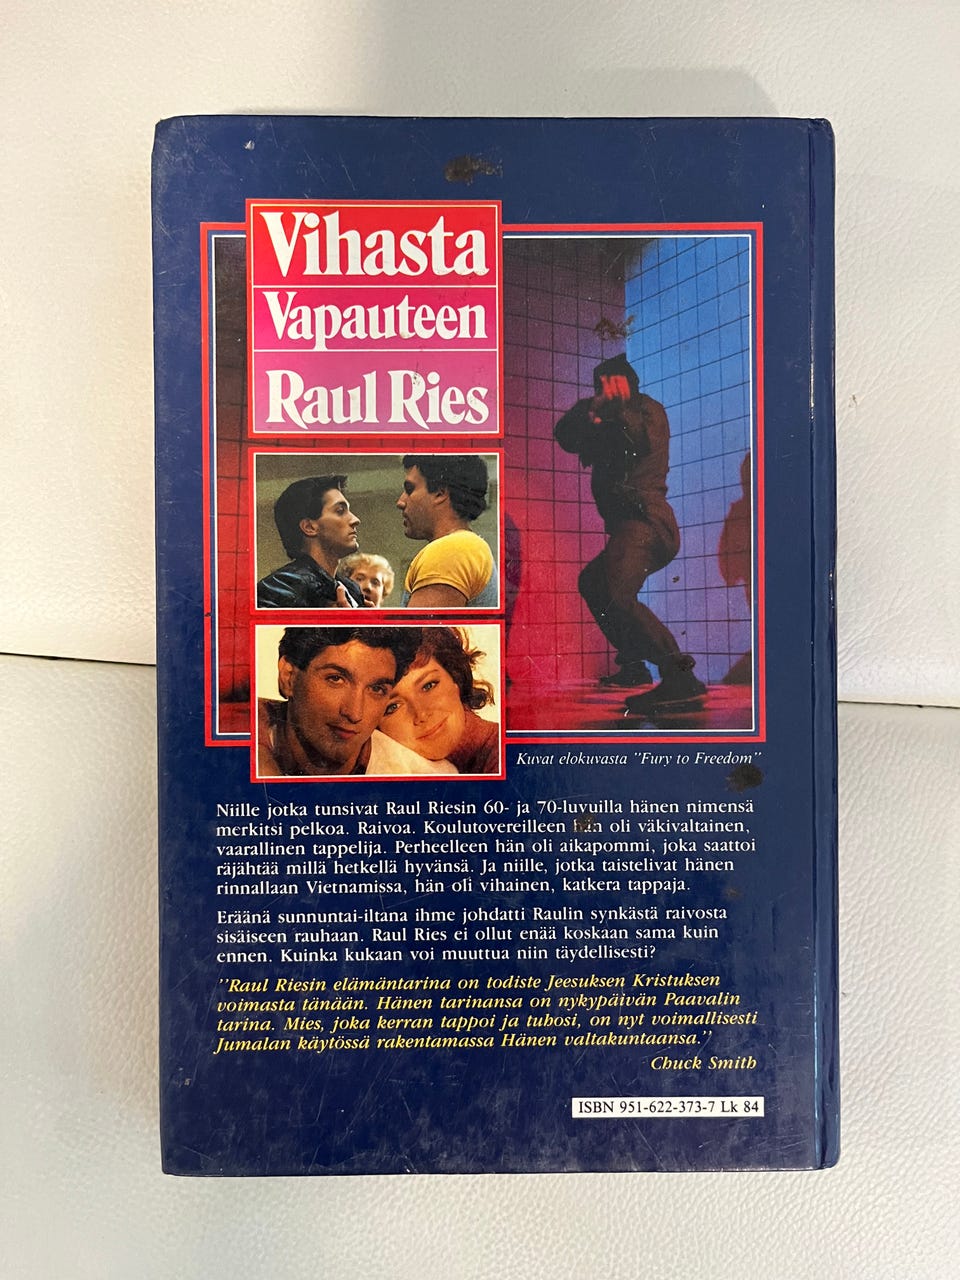 Vihasta
Vapauteen
Raul Ries
Kuvat elokuvasta "Fury to Freedom"
Niille jotka tunsivat Raul Riesin 60- ja 70-luvuilla hänen nimensä
merkitsi pelkoa. Raivoa. Koulutovereilleen hän oli väkivaltainen,
vaarallinen tappelija. Perheelleen hän oli aikapommi, joka saattoi
räjähtää millä hetkellä hyvänsä. Ja niille, jotka taistelivat hänen
rinnallaan Vietnamissa, hän oli vihainen, katkera tappaja.
Eräänä sunnuntai-iltana ihme johdatti Raulin synkästä raivosta
sisäiseen rauhaan. Raul Ries ei ollut enää koskaan sama kuin
ennen. Kuinka kukaan voi muuttua niin täydellisesti?
"Raul Riesin elämäntarina on todiste Jeesuksen Kristuksen
voimasta tänään. Hänen tarinansa on nykypäivän Paavalin
tarina. Mies, joka kerran tappoi ja tuhosi, on nyt voimallisesti
Jumalan käytössä rakentamassa Hänen valtakuntaansa."
Chuck Smith
ISBN 951-622-373-7 Lk 84